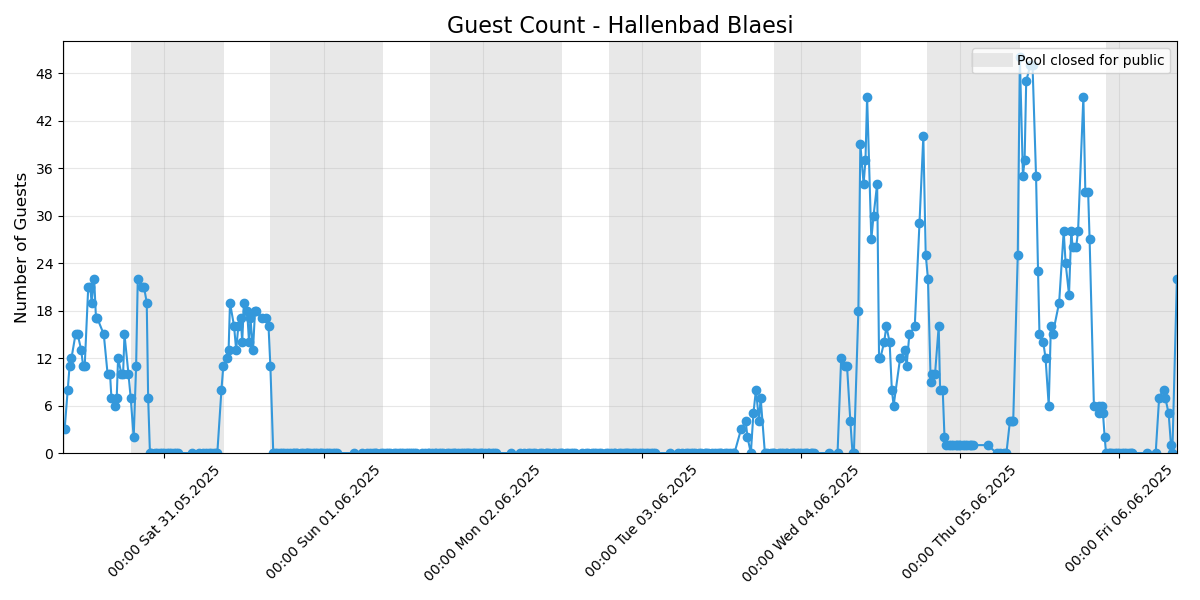 Guest Count - Hallenbad Blaesi
Pool closed for public
Number of Guests
48
42
36
30
24
18
12
6
0
00:00 Sat 31.05.2025
00:00 Sun 01.06.2025
00:00 Mon 02.06.2025
00:00 Tue 03.06.2025
00:00 Wed 04.06.2025
00:00 Thu 05.06.2025
00:00 Fri 06.06.2025